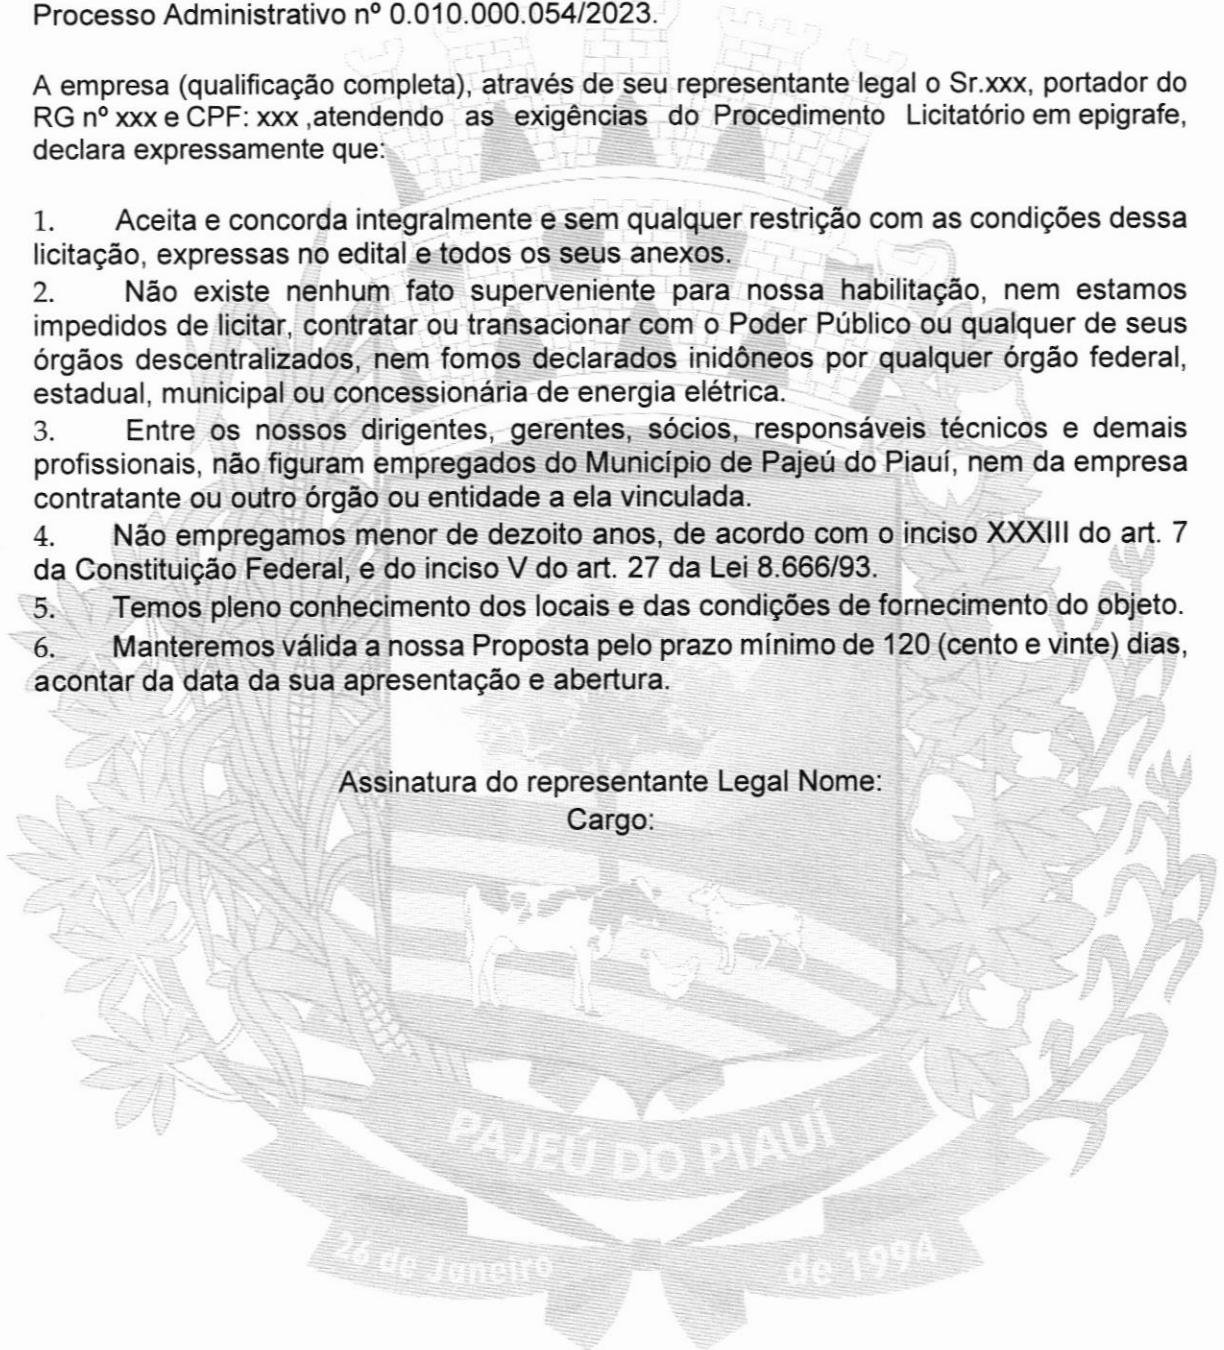 Processo Administrativo nº 0.010.000.054/2023.
A empresa (qualificação completa), através de seu representante legal o Sr.xxx, portador do
RG nº xxx e CPF: xxx ,atendendo as exigências do Procedimento Licitatório em epigrafe,
declara expressamente que:
1. Aceita e concorda integralmente e sem qualquer restrição com as condições dessa
licitação, expressas no edital e todos os seus anexos.
2. Não existe nenhum fato superveniente para nossa habilitação, nem estamos
impedidos de licitar, contratar ou transacionar com o Poder Público ou qualquer de seus
órgãos descentralizados, nem fomos declarados inidôneos por qualquer órgão federal,
estadual, municipal ou concessionária de energia elétrica.
3. Entre os nossos dirigentes, gerentes, sócios, responsáveis técnicos e demais
profissionais, não figuram empregados do Município de Pajeú do Piauí, nem da empresa
contratante ou outro órgão ou entidade a ela vinculada.
4. Não empregamos menor de dezoito anos, de acordo com o inciso XXXIII do art. 7
da Constituição Federal, e do inciso V do art. 27 da Lei 8.666/93.
5. Temos pleno conhecimento dos locais e das condições de fornecimento do objeto.
6. Manteremos válida a nossa Proposta pelo prazo mínimo de 120 (cento e vinte) dias,
acontar da data da sua apresentação e abertura.
Assinatura do representante Legal Nome:
Cargo:
PAJEÚ DO PIAUÍ
26 de Janeiro de 1994